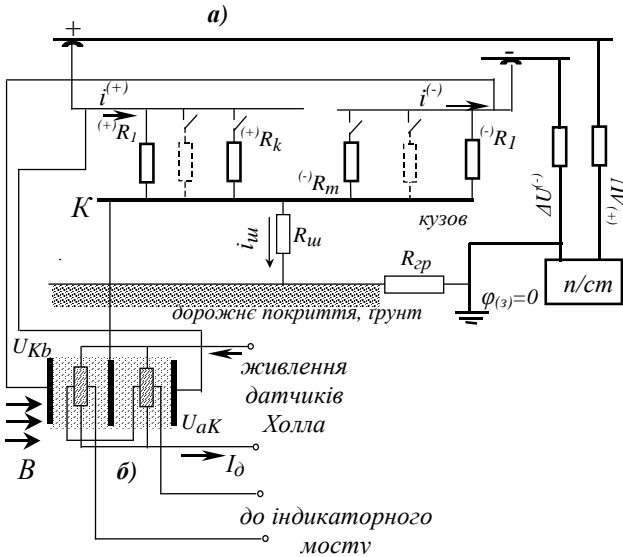 а)
+
-
i⁽⁺⁾
i⁽⁻⁾
⁽⁺⁾R₁
⁽⁺⁾Rₖ
⁽⁻⁾Rₘ
⁽⁻⁾R₁
ΔU⁽⁻⁾
ΔU⁽⁺⁾
К
кузов
iш
Rш
Rгр
φ₍з₎=0
п/ст
дорожнє покриття, ґрунт
UKb
UaK
живлення
датчиків
Холла
В
б)
Iд
до індикаторного
мосту